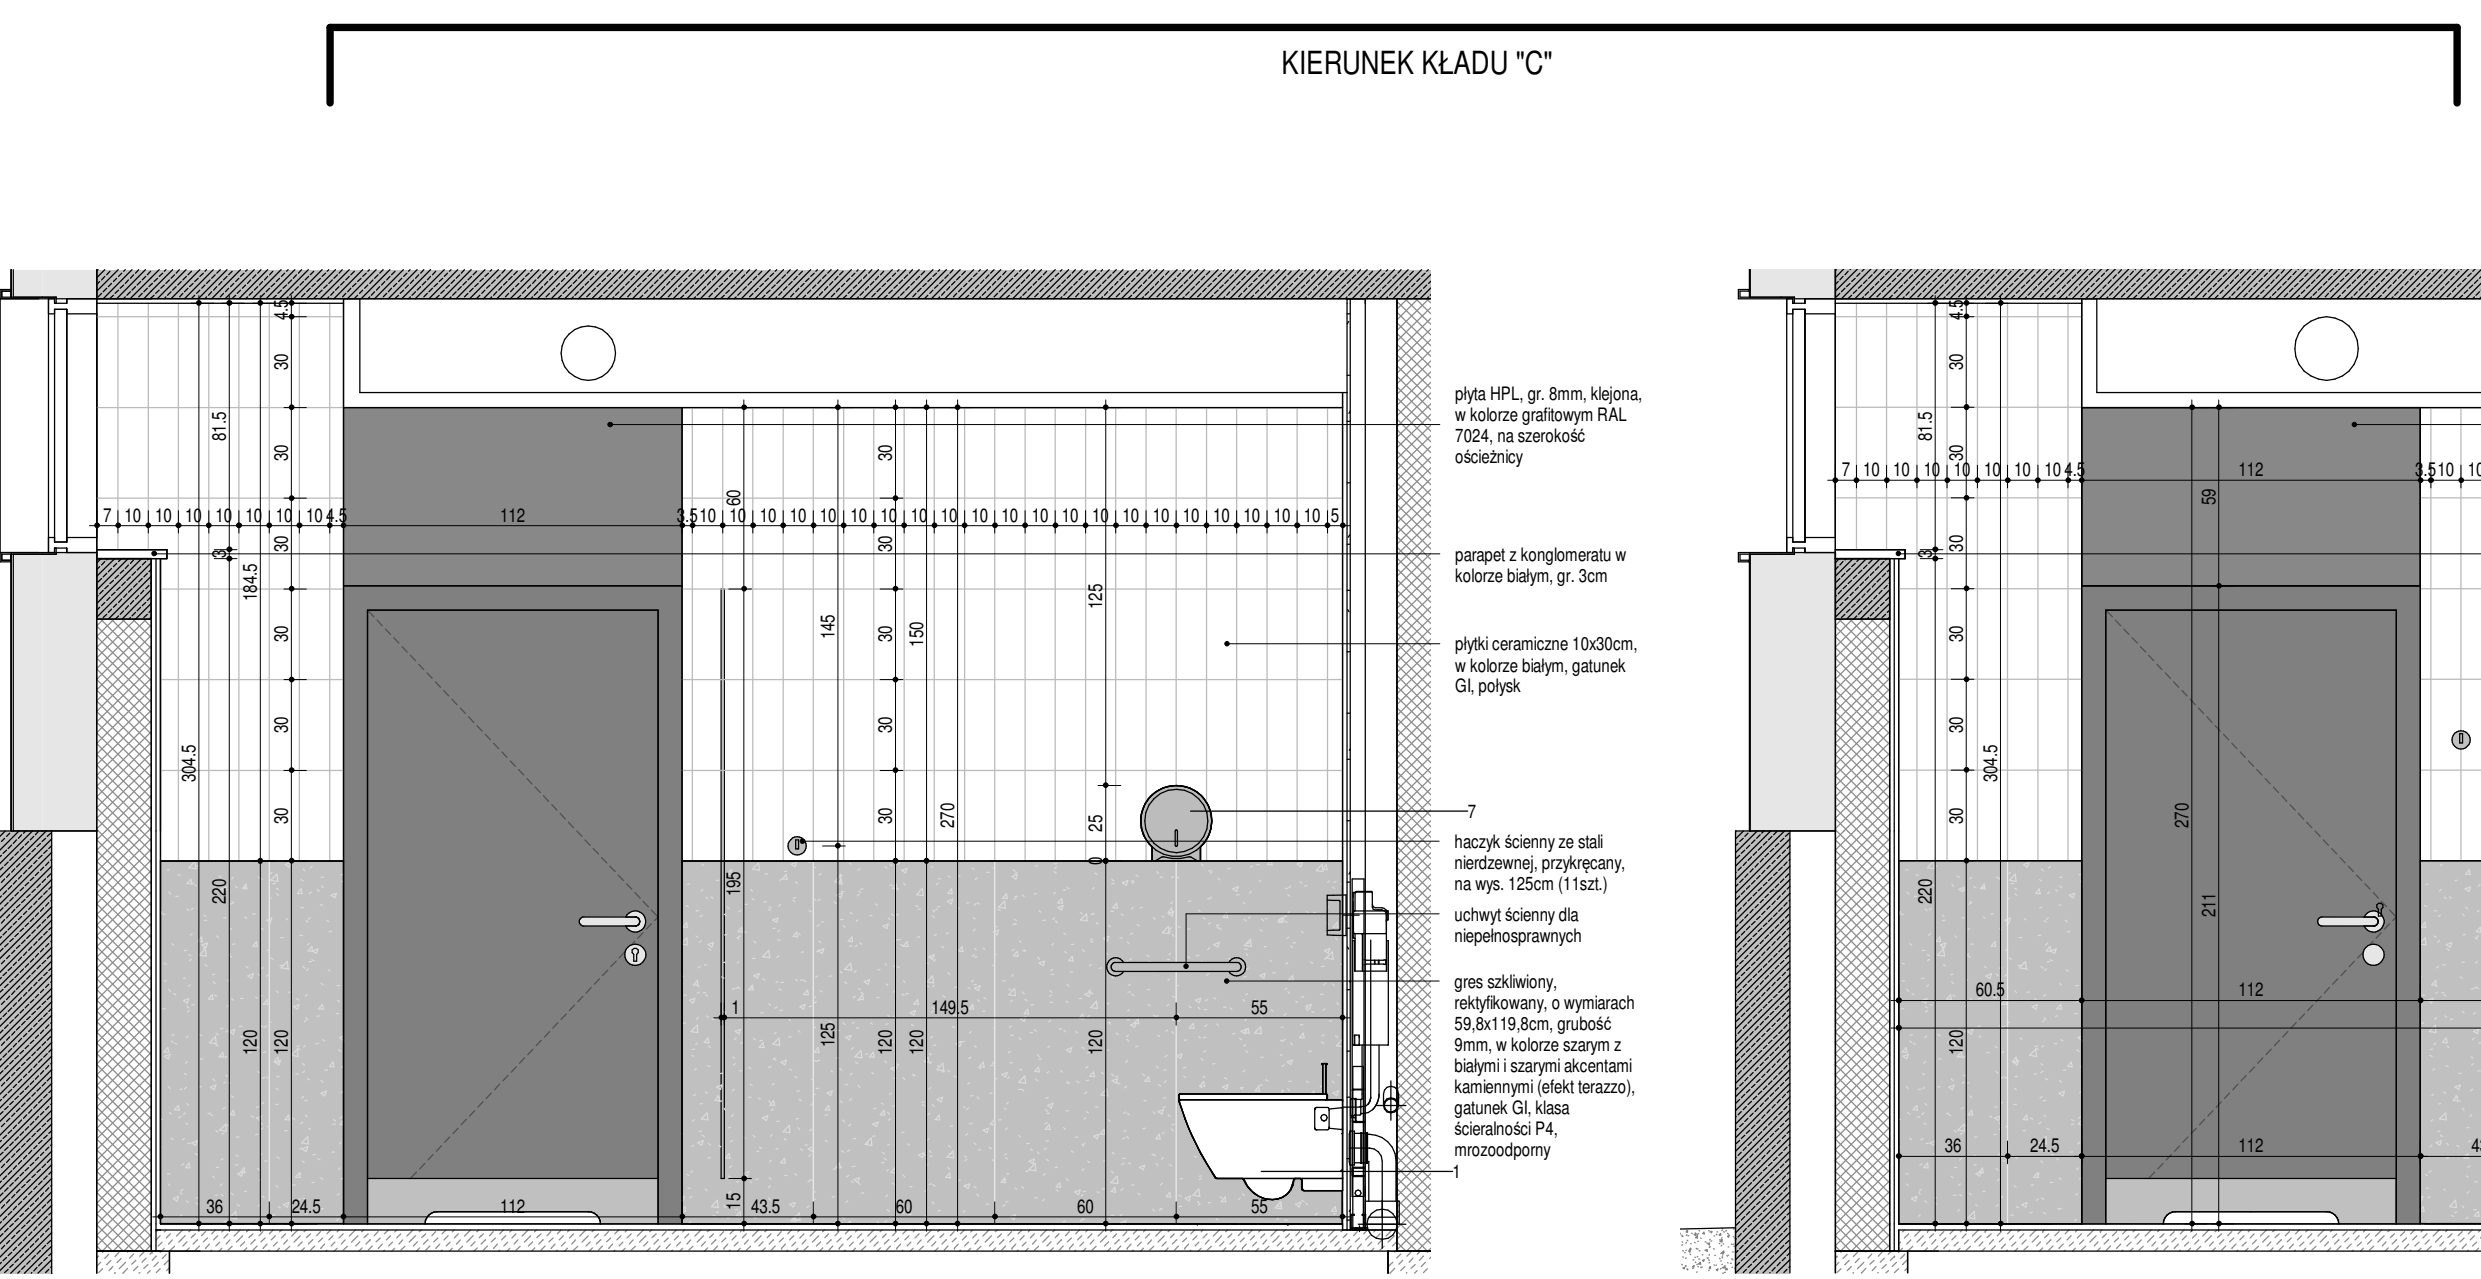 KIERUNEK KŁADU "C"
4.5
30
81.5
30
7 10 10 10 10 10 10 10 4.5
112
3.5 10 10 10 10 10 10 10 10 10 10 10 10 10 10 10 10 10 10 10 10 10 5
60
30
30
3
184.5
30
145
30
150
125
304.5
30
30
30
30
30
270
25
0
220
195
1
149.5
55
120
120
125
120
120
120
15
36
24.5
112
43.5
60
60
55
płyta HPL, gr. 8mm, klejona,
w kolorze grafitowym RAL
7024, na szerokość
ościeżnicy
parapet z konglomeratu w
kolorze białym, gr. 3cm
płytki ceramiczne 10x30cm,
w kolorze białym, gatunek
GI, połysk
7
haczyk ścienny ze stali
nierdzewnej, przykręcany,
na wys. 125cm (11szt.)
uchwyt ścienny dla
niepełnosprawnych
gres szkliwiony,
rektyfikowany, o wymiarach
59,8x119,8cm, grubość
9mm, w kolorze szarym z
białymi i szarymi akcentami
kamiennymi (efekt terazzo),
gatunek GI, klasa
ścieralności P4,
mrozoodporny
1
4.5
30
81.5
30
7 10 10 10 10 10 10 10 4.5
112
3.5 10
59
30
3
30
30
304.5
30
270
220
211
60.5
112
120
36
24.5
112